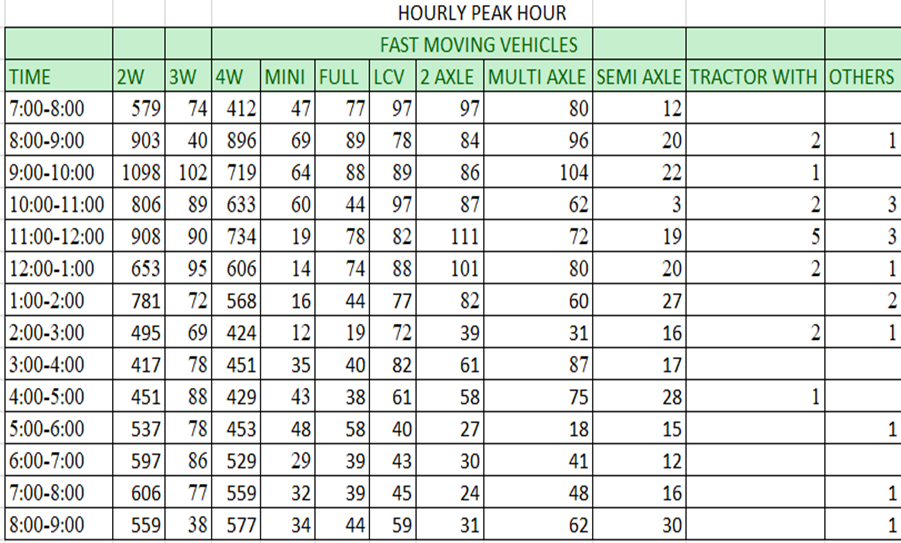 HOURLY PEAK HOUR
FAST MOVING VEHICLES
TIME 2W 3W 4W MINI FULL LCV 2 AXLE MULTI AXLE SEMI AXLE TRACTOR WITH OTHERS
7:00-8:00 579 74 412 47 77 97 97 80 12
8:00-9:00 903 40 896 69 89 78 84 96 20 2 1
9:00-10:00 1098 102 719 64 88 89 86 104 22 1
10:00-11:00 806 89 633 60 44 97 87 62 3 2 3
11:00-12:00 908 90 734 19 78 82 111 72 19 5 3
12:00-1:00 653 95 606 14 74 88 101 80 20 2 1
1:00-2:00 781 72 568 16 44 77 82 60 27 2
2:00-3:00 495 69 424 12 19 72 39 31 16 2 1
3:00-4:00 417 78 451 35 40 82 61 87 17
4:00-5:00 451 88 429 43 38 61 58 75 28 1
5:00-6:00 537 78 453 48 58 40 27 18 15 1
6:00-7:00 597 86 529 29 39 43 30 41 12
7:00-8:00 606 77 559 32 39 45 24 48 16 1
8:00-9:00 559 38 577 34 44 59 31 62 30 1